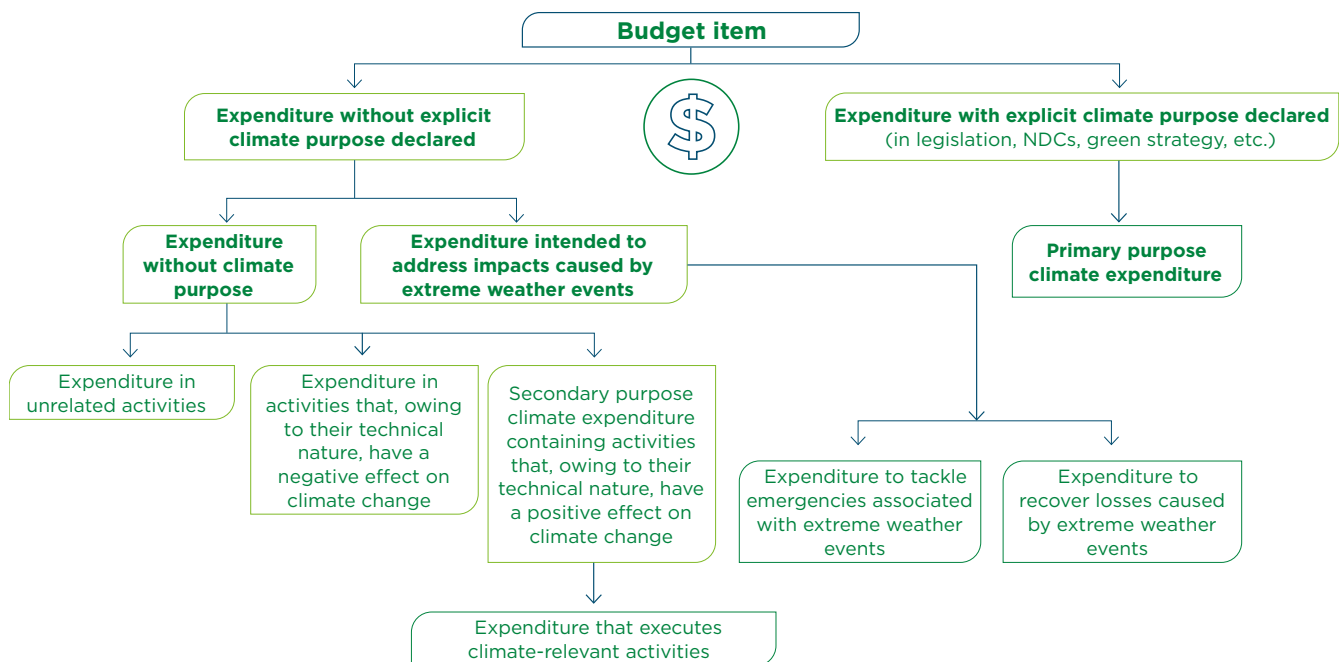 Budget item
Expenditure without explicit
climate purpose declared
$
Expenditure with explicit climate purpose declared
(in legislation, NDCs, green strategy, etc.)
Expenditure
without climate
purpose
Expenditure intended to
address impacts caused by
extreme weather events
Primary purpose
climate expenditure
Expenditure in
unrelated activities
Expenditure in
activities that, owing
to their technical
nature, have a
negative effect on
climate change
Secondary purpose
climate expenditure
containing activities
that, owing to their
technical nature, have
a positive effect on
climate change
Expenditure to tackle
emergencies associated
with extreme weather
events
Expenditure to
recover losses caused
by extreme weather
events
Expenditure that executes
climate-relevant activities